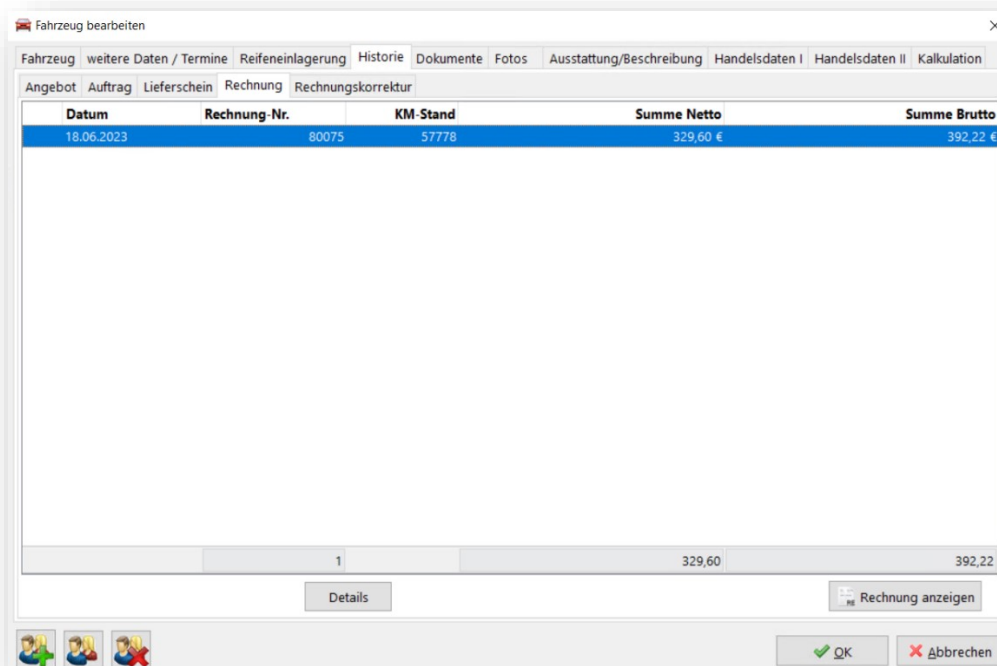 Fahrzeug bearbeiten
Fahrzeug weitere Daten / Termine Reifeneinlagerung Historie Dokumente Fotos Ausstattung/Beschreibung Handelsdaten I Handelsdaten II Kalkulation
Angebot Auftrag Lieferschein Rechnung Rechnungskorrektur
Datum Rechnung-Nr. KM-Stand Summe Netto Summe Brutto
18.06.2023 80075 57778 329,60 € 392,22 €
1 329,60 392,22
Details Rechnung anzeigen
OK Abbrechen